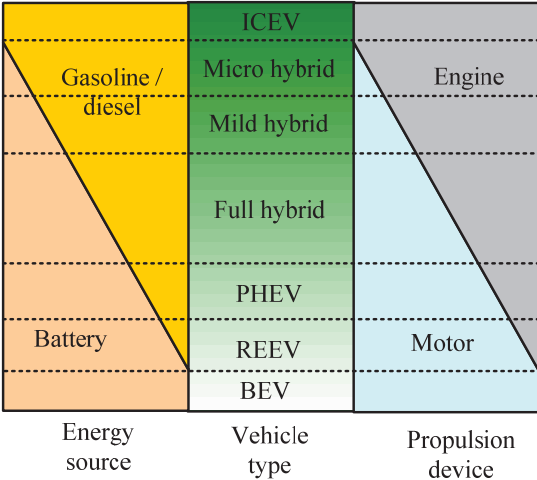 ICEV
Gasoline /
diesel
Micro hybrid
Engine
Mild hybrid
Full hybrid
PHEV
Battery
REEV
Motor
BEV
Energy
source
Vehicle
type
Propulsion
device